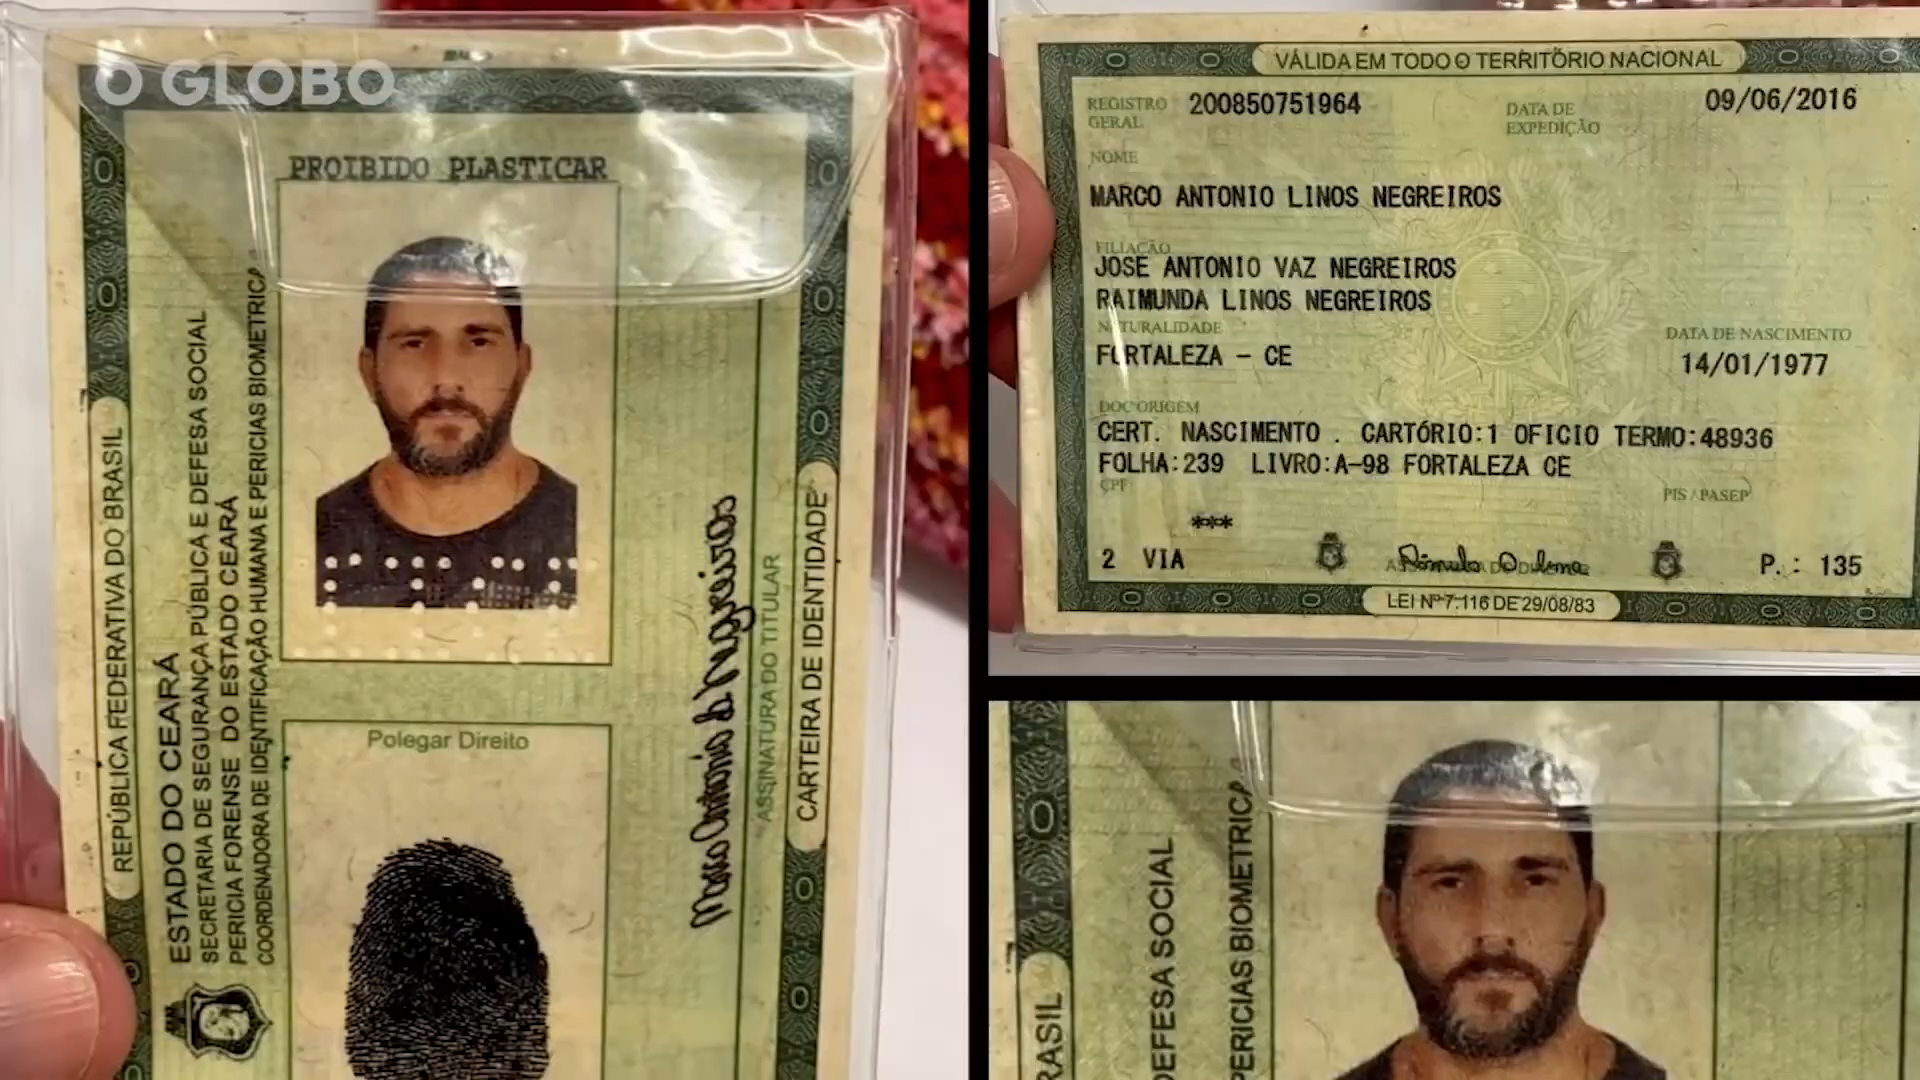 O GLOBO
PROIBIDO PLASTICAR
REPÚBLICA FEDERATIVA DO BRASIL
ESTADO DO CEARÁ
SECRETARIA DE SEGURANÇA PÚBLICA E DEFESA SOCIAL
PERICIA FORENSE DO ESTADO CEARÁ
COORDENADORA DE IDENTIFICAÇÃO HUMANA E PERICIAS BIOMETRICA
Polegar Direito
Marco Antonio L Negreiros
ASSINATURA DO TITULAR
CARTEIRA DE IDENTIDADE
VÁLIDA EM TODO O TERRITÓRIO NACIONAL
REGISTRO GERAL 200850751964
DATA DE EXPEDIÇÃO 09/06/2016
NOME
MARCO ANTONIO LINOS NEGREIROS
FILIAÇÃO
JOSE ANTONIO VAZ NEGREIROS
RAIMUNDA LINOS NEGREIROS
NATURALIDADE
FORTALEZA - CE
DATA DE NASCIMENTO
14/01/1977
DOC ORIGEM
CERT. NASCIMENTO . CARTÓRIO:1 OFICIO TERMO:48936
FOLHA:239 LIVRO:A-98 FORTALEZA CE
CPF
PIS / PASEP
***
2 VIA
P.: 135
LEI Nº 7.116 DE 29/08/83
RASIL
DEFESA SOCIAL
PERICIAS BIOMETRICA